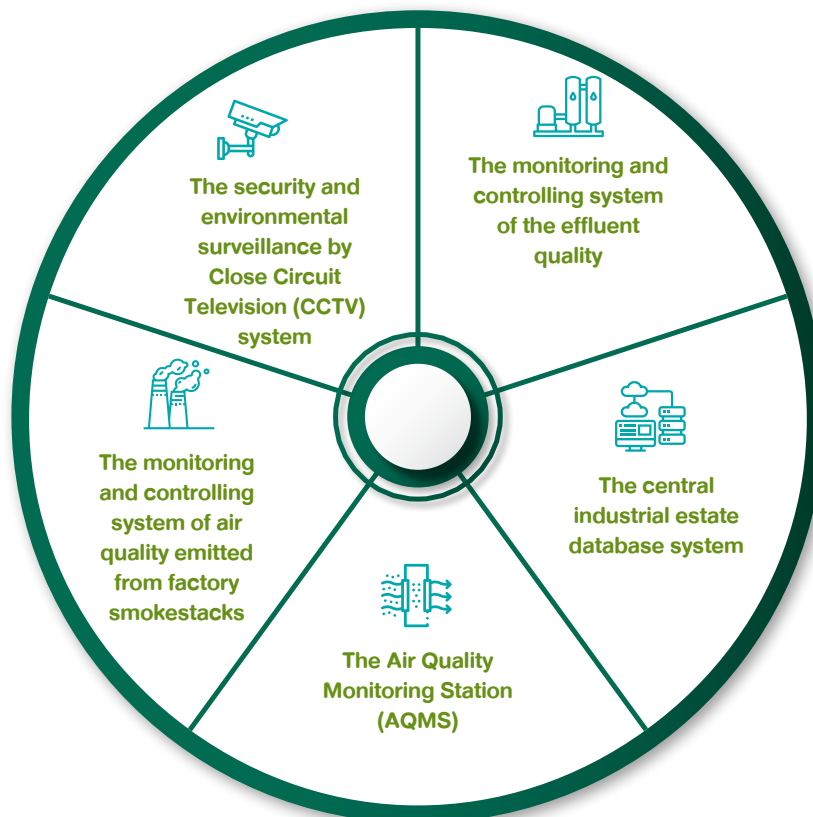 The security and
environmental
surveillance by
Close Circuit
Television (CCTV)
system
The monitoring and
controlling system
of the effluent
quality
The monitoring
and controlling
system of air
quality emitted
from factory
smokestacks
The central
industrial estate
database system
The Air Quality
Monitoring Station
(AQMS)